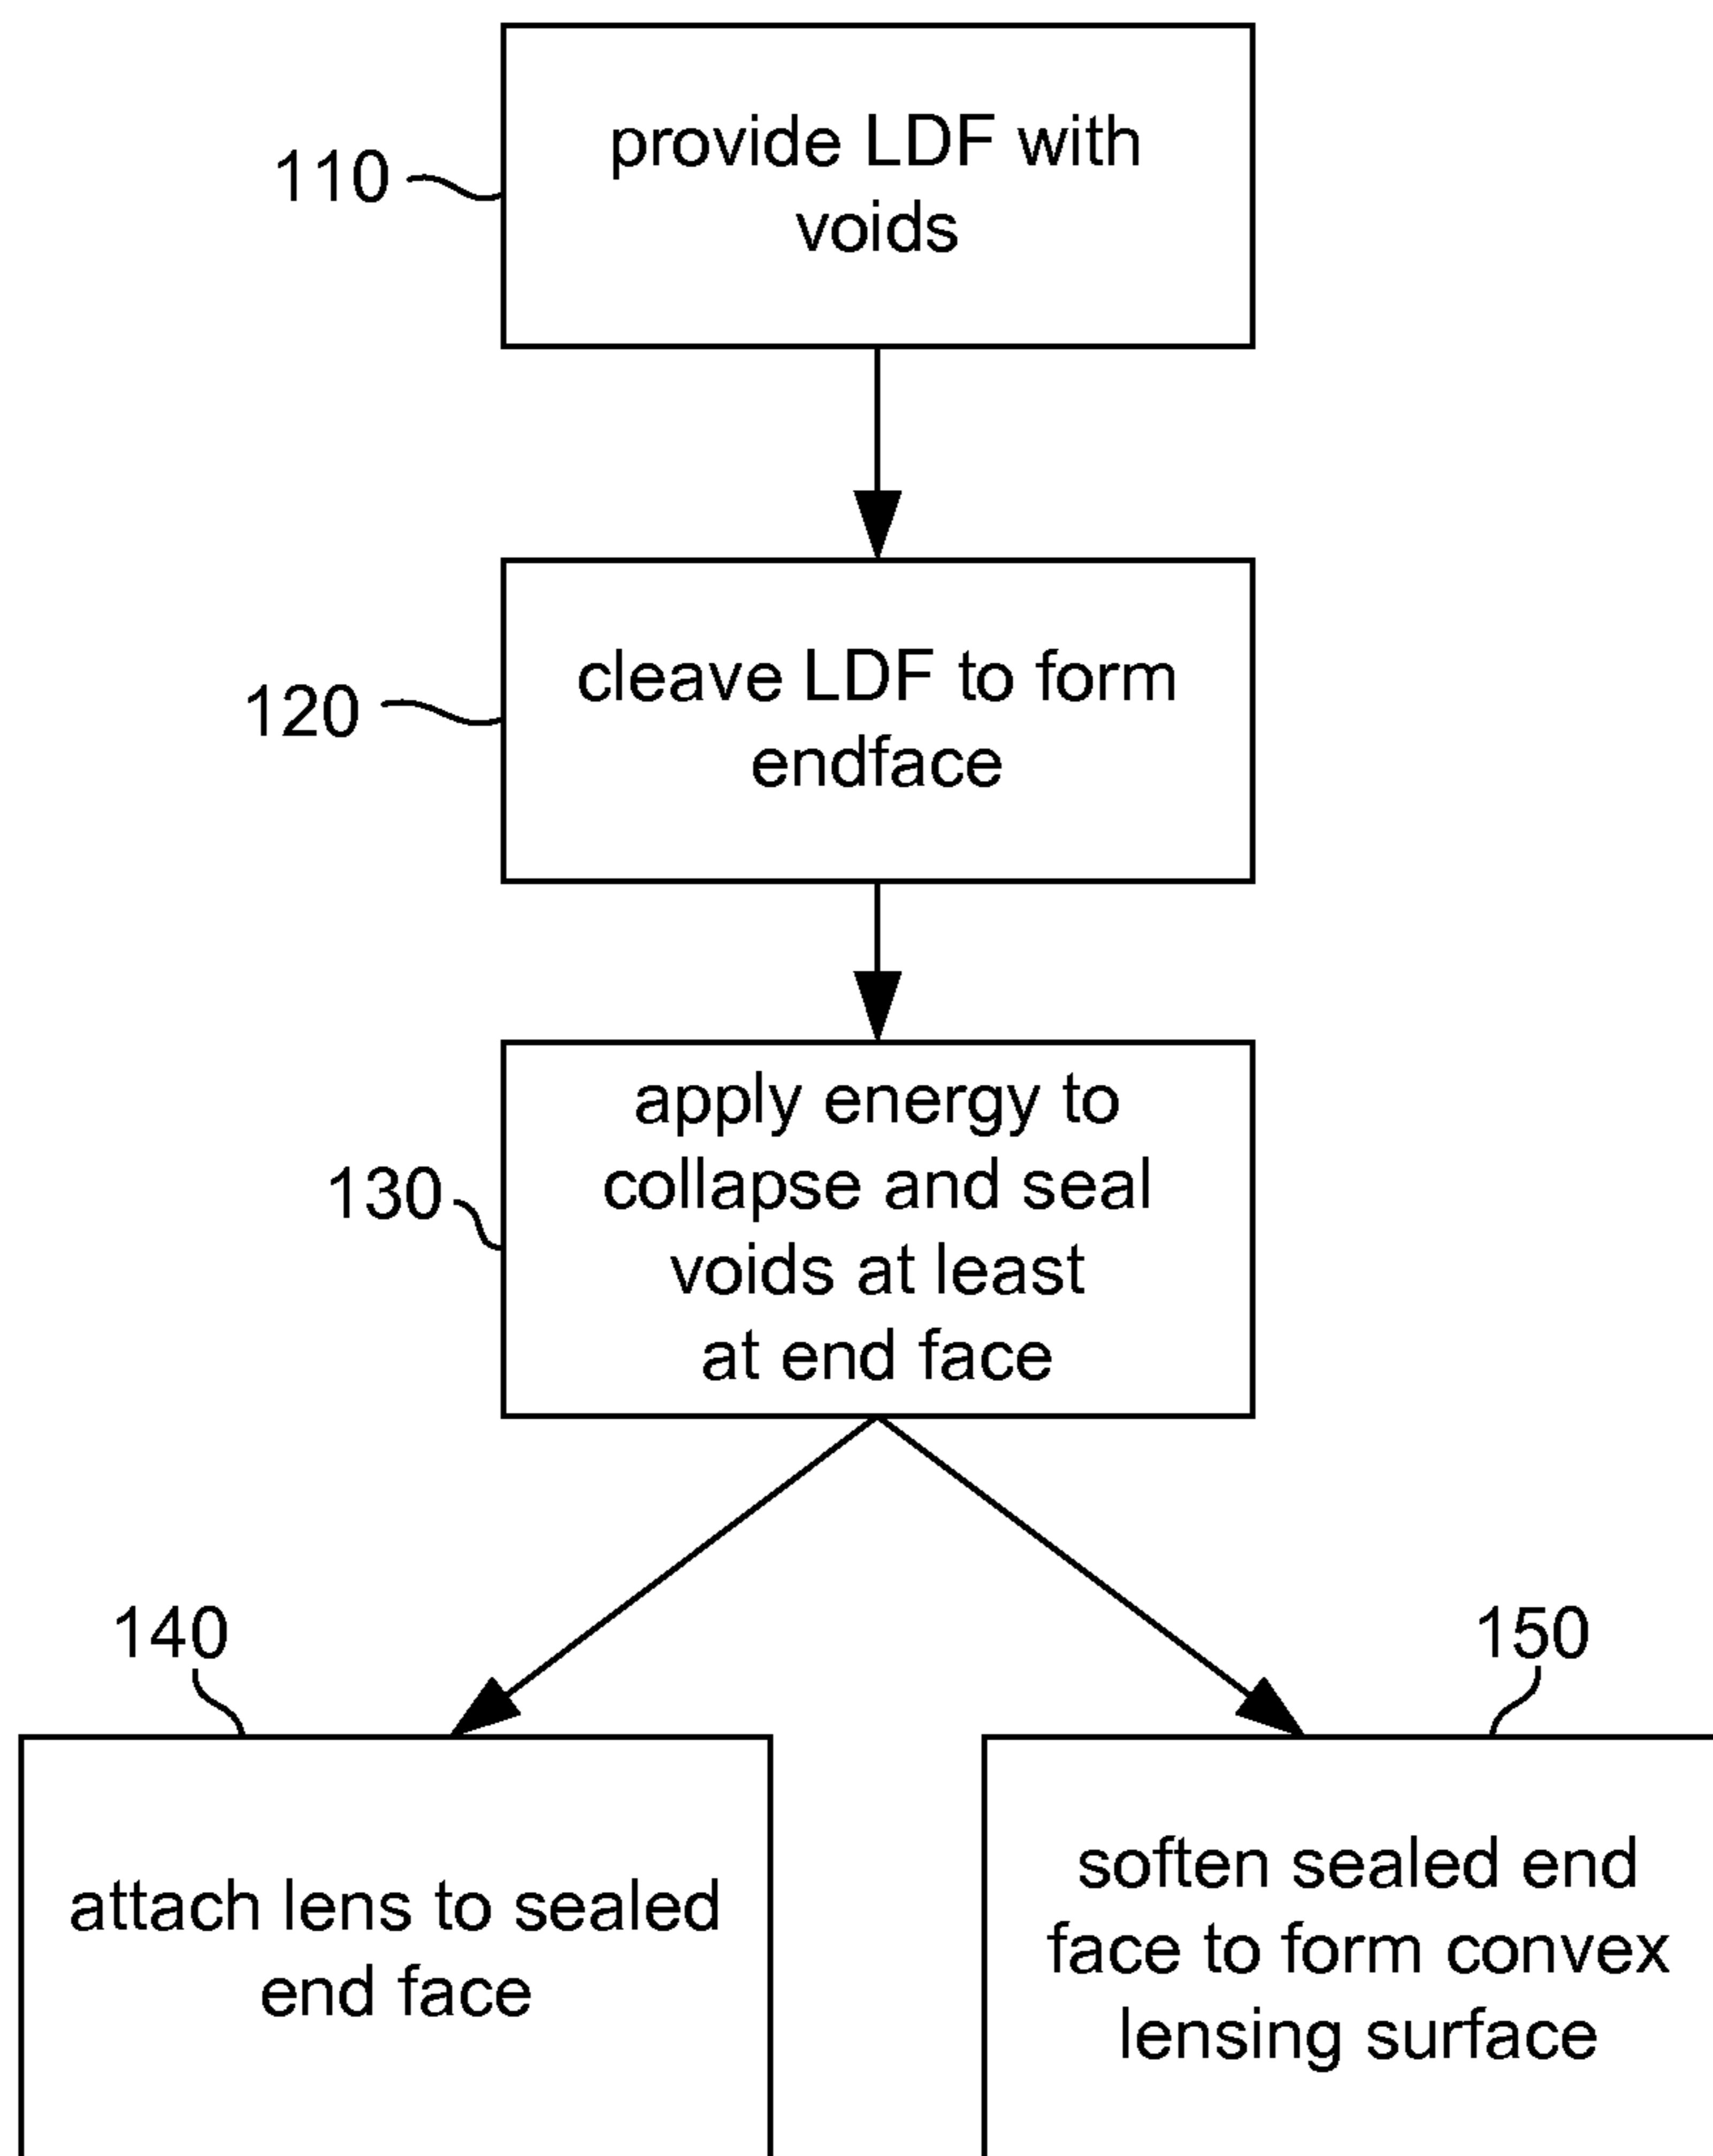 110
provide LDF with
voids
120
cleave LDF to form
endface
130
apply energy to
collapse and seal
voids at least
at end face
140
150
attach lens to sealed
end face
soften sealed end
face to form convex
lensing surface